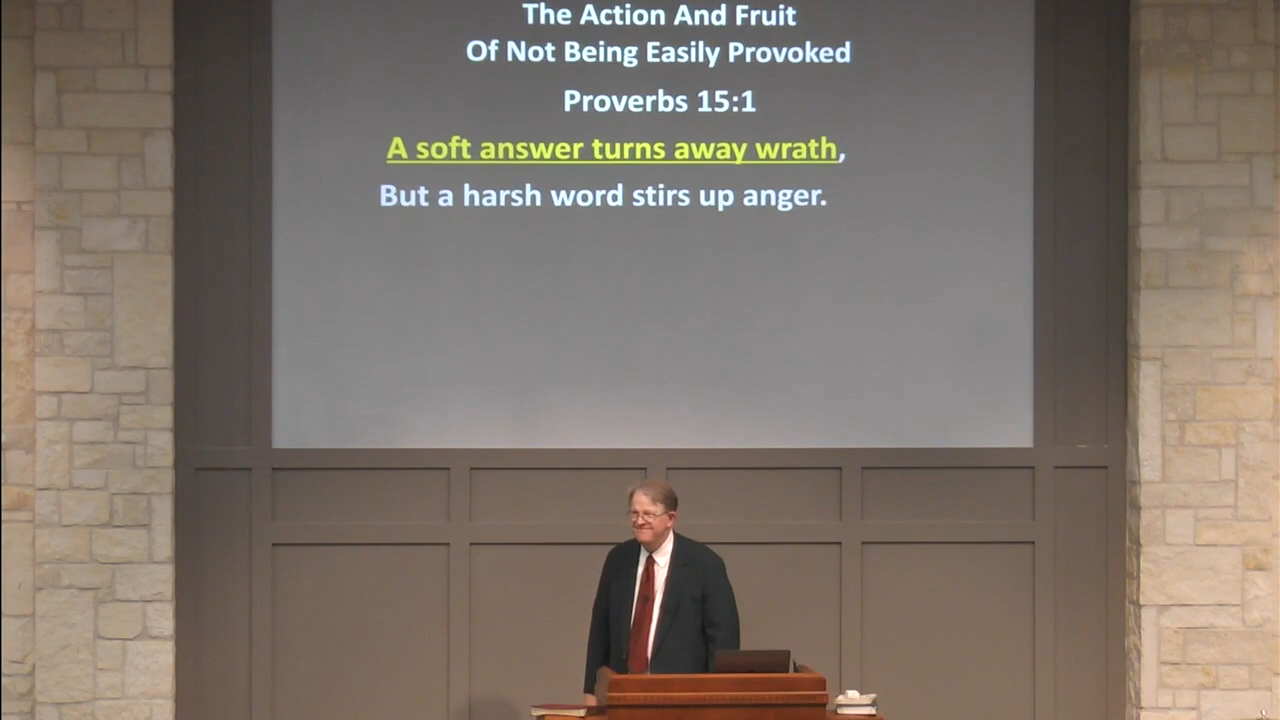 The Action And Fruit
Of Not Being Easily Provoked
Proverbs 15:1
A soft answer turns away wrath,
But a harsh word stirs up anger.